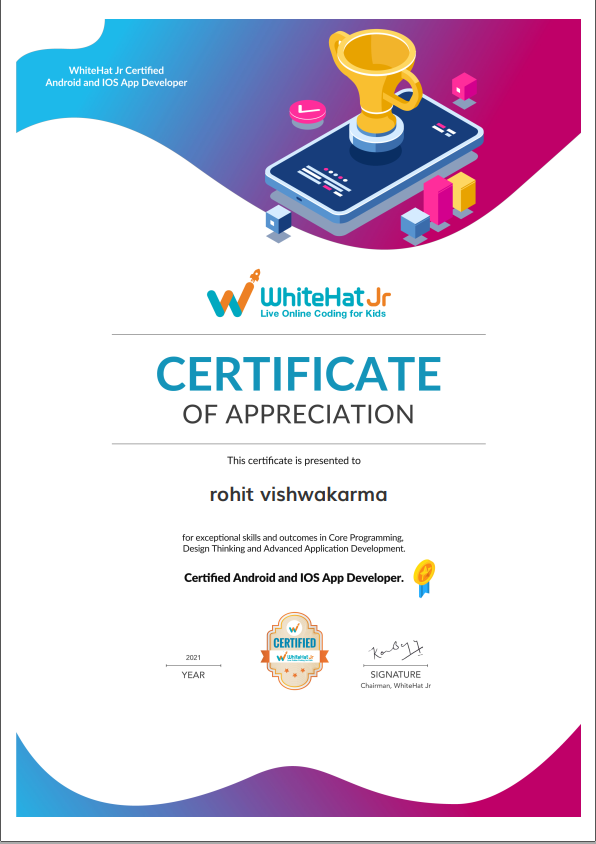 WhiteHat Jr Certified
Android and IOS App Developer
WhiteHat Jr
Live Online Coding for Kids
CERTIFICATE
OF APPRECIATION
This certificate is presented to
rohit vishwakarma
for exceptional skills and outcomes in Core Programming,
Design Thinking and Advanced Application Development.
Certified Android and IOS App Developer.
CERTIFIED
WhiteHat Jr
2021
YEAR
SIGNATURE
Chairman, WhiteHat Jr